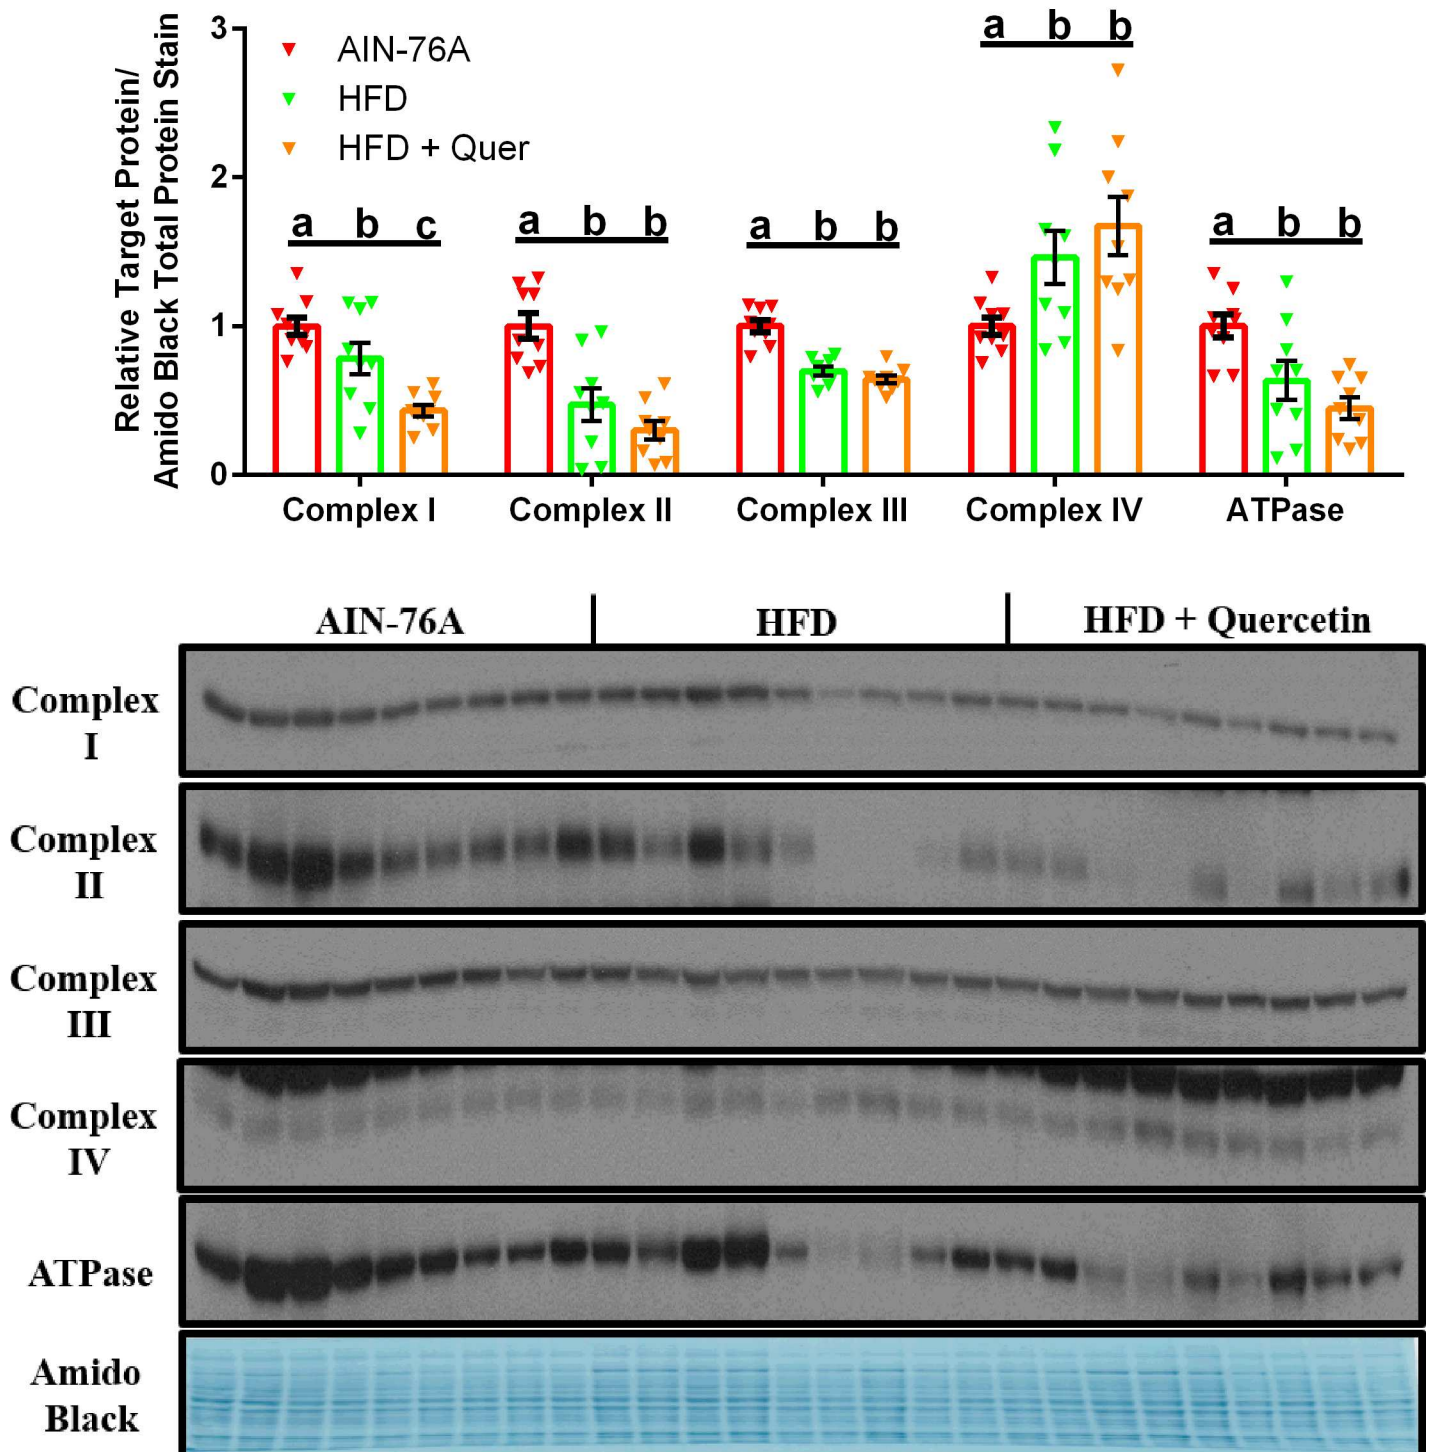 Relative Target Protein/
Amido Black Total Protein Stain
3
2
1
0
AIN-76A
HFD
HFD + Quer
a b c
a b b
a b b
a b b
a b b
Complex I
Complex II
Complex III
Complex IV
ATPase
AIN-76A
HFD
HFD + Quercetin
Complex
I
Complex
II
Complex
III
Complex
IV
ATPase
Amido
Black